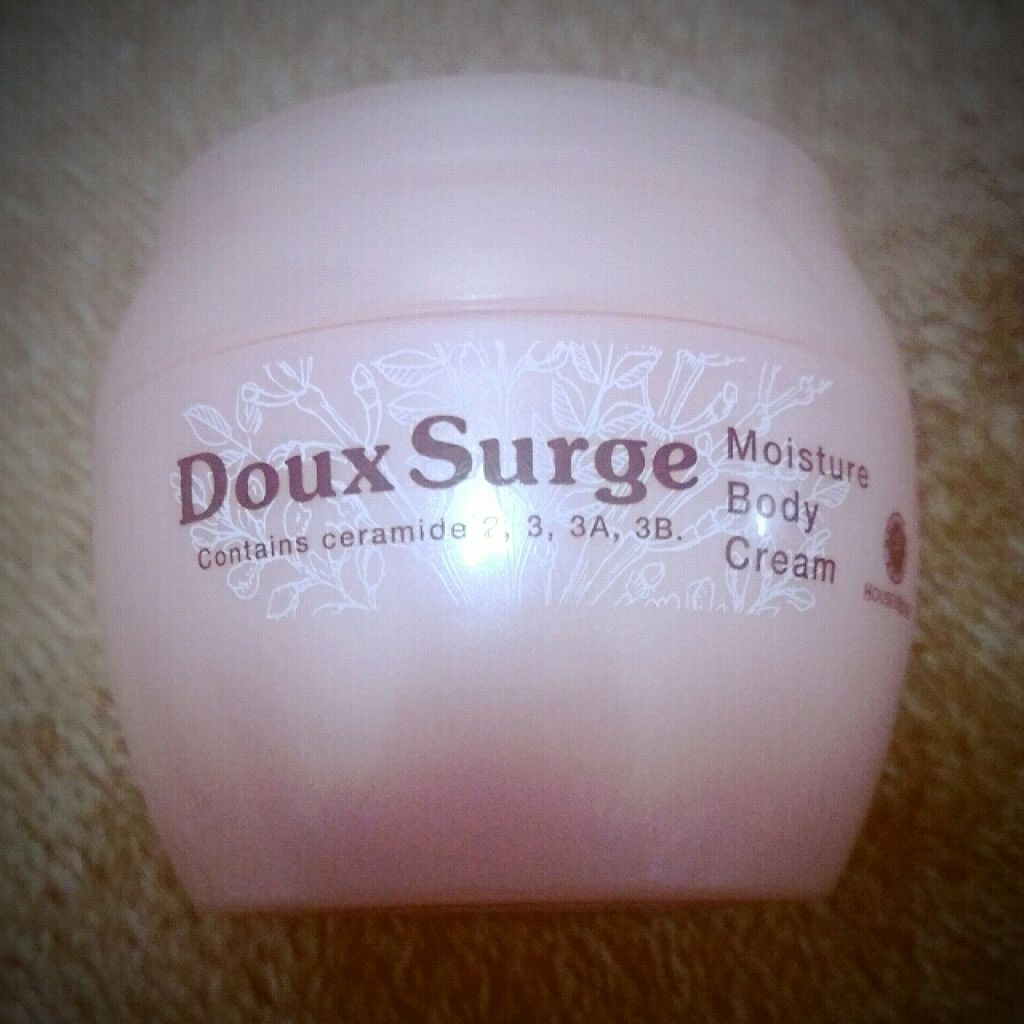 Doux Surge
Contains ceramide 2, 3, 3A, 3B.
Moisture
Body
Cream